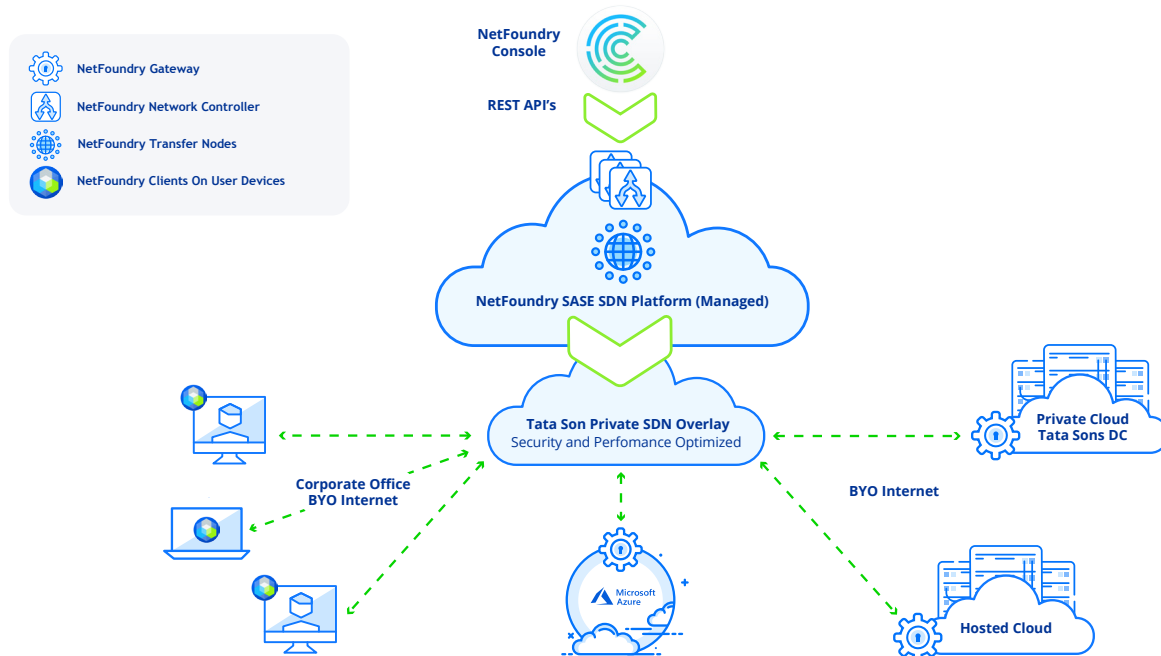 NetFoundry
Console
REST API’s
NetFoundry Gateway
NetFoundry Network Controller
NetFoundry Transfer Nodes
NetFoundry Clients On User Devices
NetFoundry SASE SDN Platform (Managed)
Tata Son Private SDN Overlay
Security and Perfomance Optimized
Corporate Office
BYO Internet
Private Cloud
Tata Sons DC
BYO Internet
Microsoft
Azure
Hosted Cloud